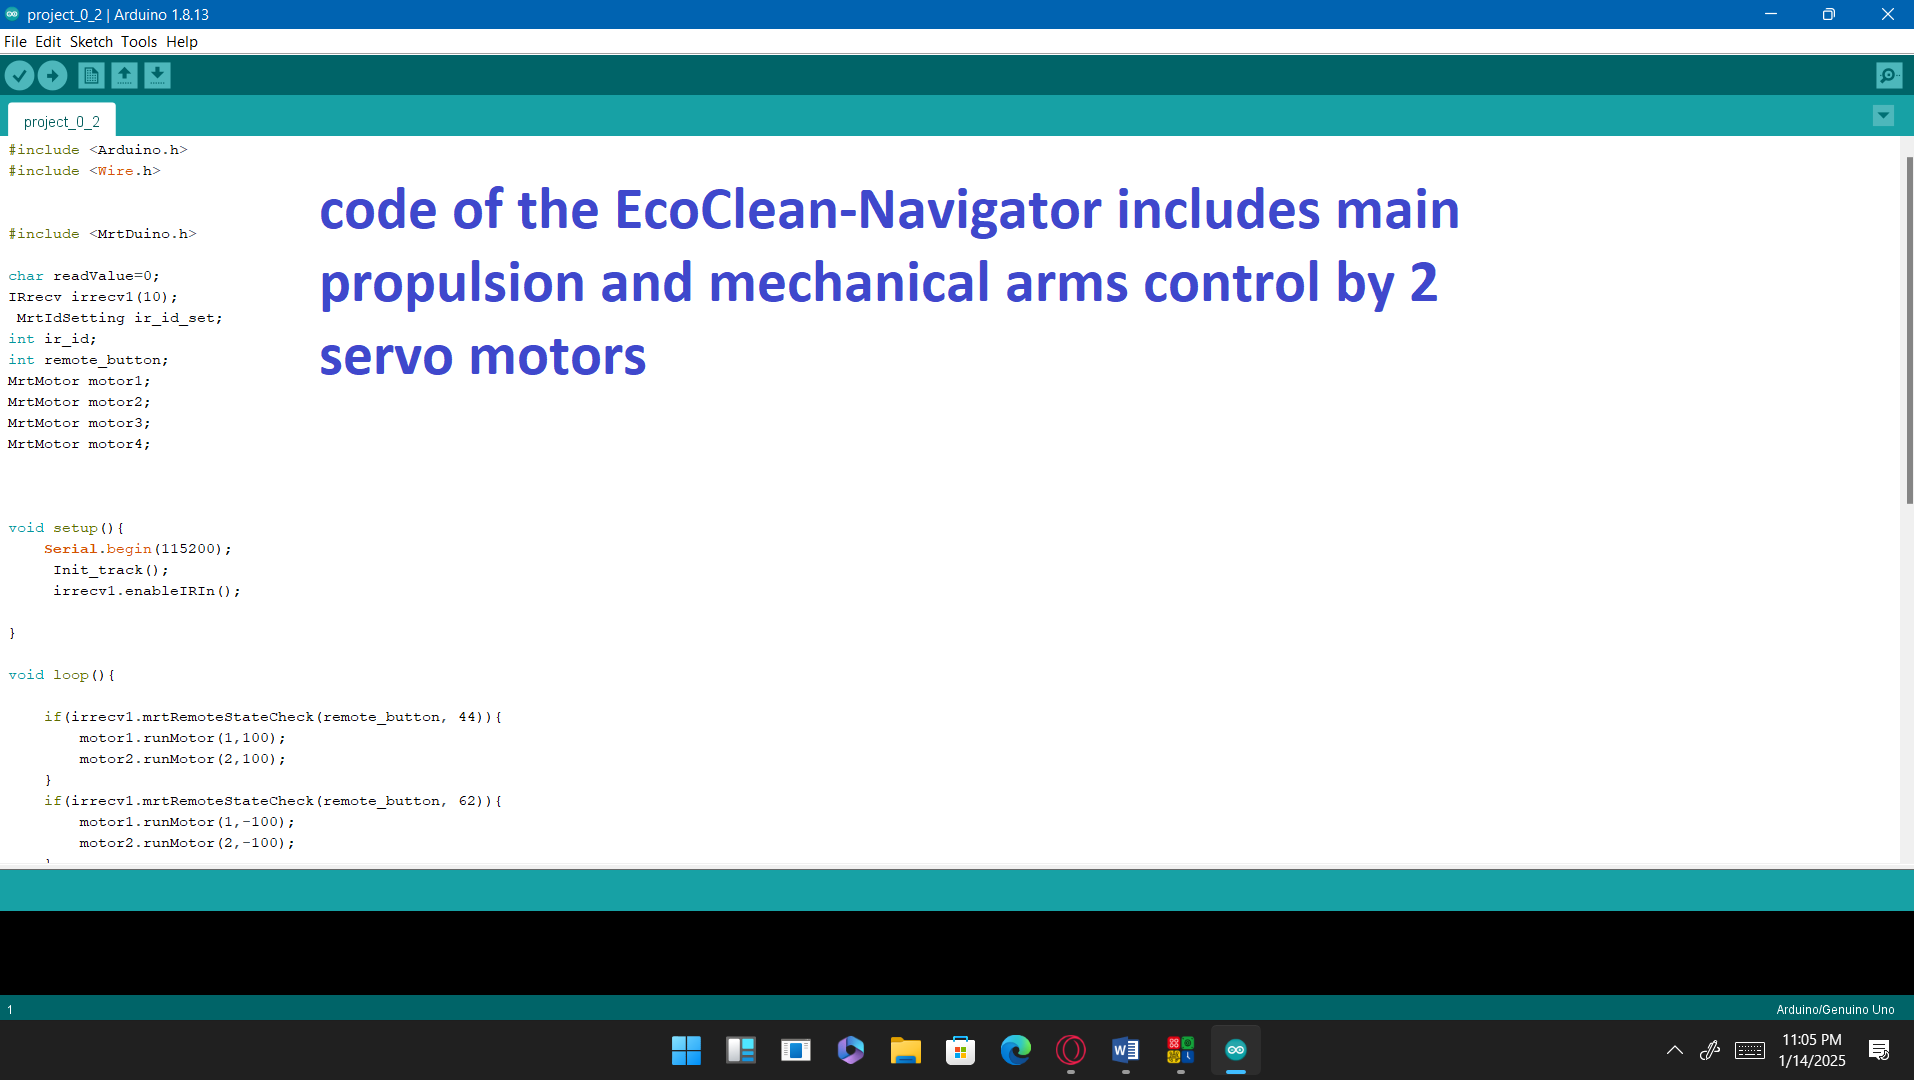 project_0_2 | Arduino 1.8.13
File Edit Sketch Tools Help
project_0_2
#include <Arduino.h>
#include <Wire.h>
#include <MrtDuino.h>
char readValue=0;
IRrecv irrecv1(10);
MrtIdSetting ir_id_set;
int ir_id;
int remote_button;
MrtMotor motor1;
MrtMotor motor2;
MrtMotor motor3;
MrtMotor motor4;
void setup(){
Serial.begin(115200);
Init_track();
irrecv1.enableIRIn();
}
void loop(){
if(irrecv1.mrtRemoteStateCheck(remote_button, 44)){
motor1.runMotor(1,100);
motor2.runMotor(2,100);
}
if(irrecv1.mrtRemoteStateCheck(remote_button, 62)){
motor1.runMotor(1,-100);
motor2.runMotor(2,-100);
code of the EcoClean-Navigator includes main
propulsion and mechanical arms control by 2
servo motors
1
Arduino/Genuino Uno
11:05 PM
1/14/2025